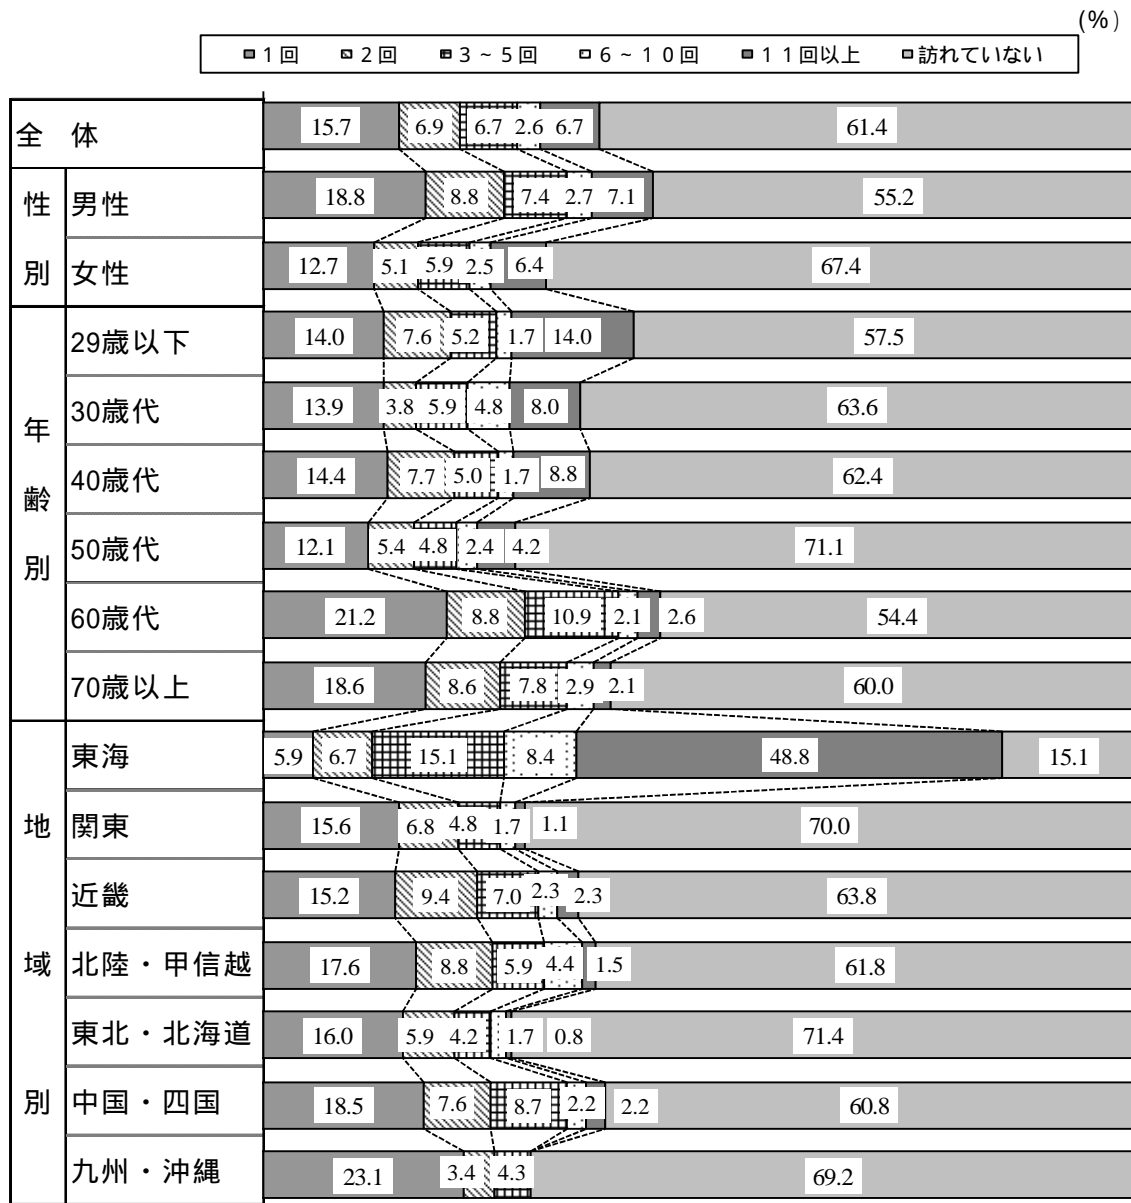 (%)
1回 2回 3～5回 6～10回 11回以上 訪れていない
全 体 15.7 6.9 6.7 2.6 6.7 61.4
性別
男性 18.8 8.8 7.4 2.7 7.1 55.2
女性 12.7 5.1 5.9 2.5 6.4 67.4
年齢別
29歳以下 14.0 7.6 5.2 1.7 14.0 57.5
30歳代 13.9 3.8 5.9 4.8 8.0 63.6
40歳代 14.4 7.7 5.0 1.7 8.8 62.4
50歳代 12.1 5.4 4.8 2.4 4.2 71.1
60歳代 21.2 8.8 10.9 2.1 2.6 54.4
70歳以上 18.6 8.6 7.8 2.9 2.1 60.0
地域別
東海 5.9 6.7 15.1 8.4 48.8 15.1
関東 15.6 6.8 4.8 1.7 1.1 70.0
近畿 15.2 9.4 7.0 2.3 2.3 63.8
北陸・甲信越 17.6 8.8 5.9 4.4 1.5 61.8
東北・北海道 16.0 5.9 4.2 1.7 0.8 71.4
中国・四国 18.5 7.6 8.7 2.2 2.2 60.8
九州・沖縄 23.1 3.4 4.3 69.2